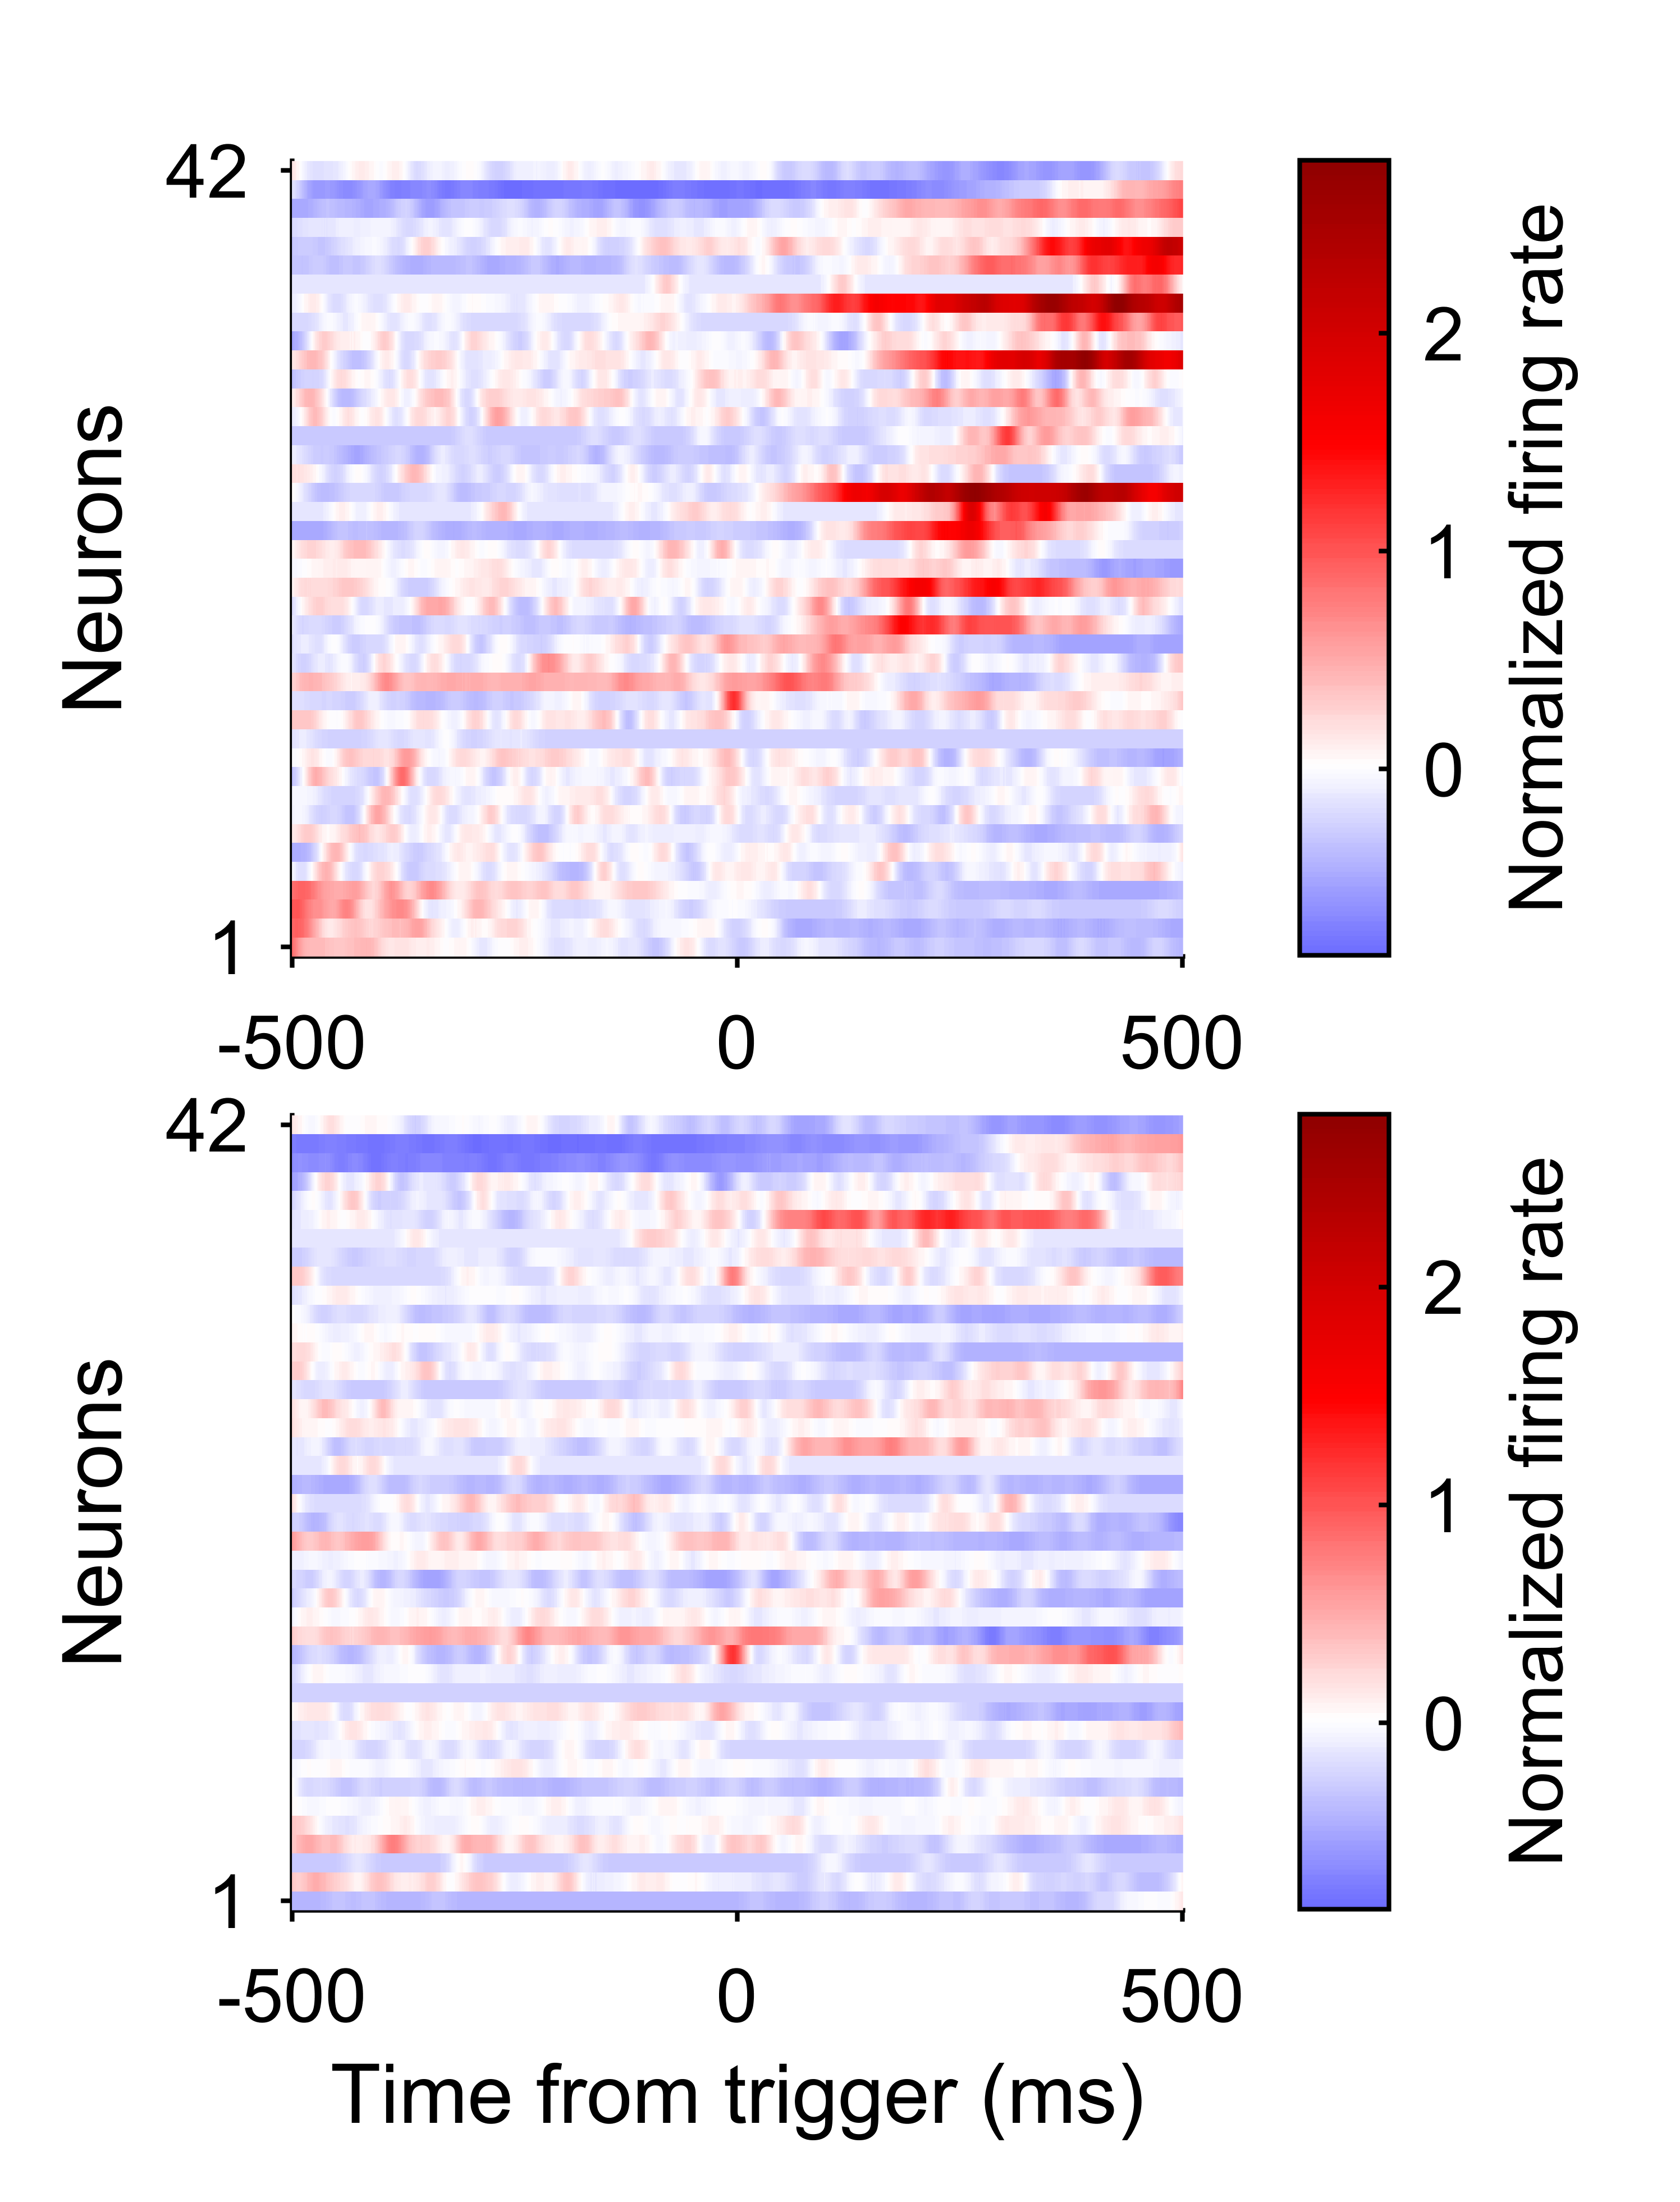 42
Neurons
1
-500 0 500
2
1
0
Normalized firing rate
42
Neurons
1
-500 0 500
Time from trigger (ms)
2
1
0
Normalized firing rate